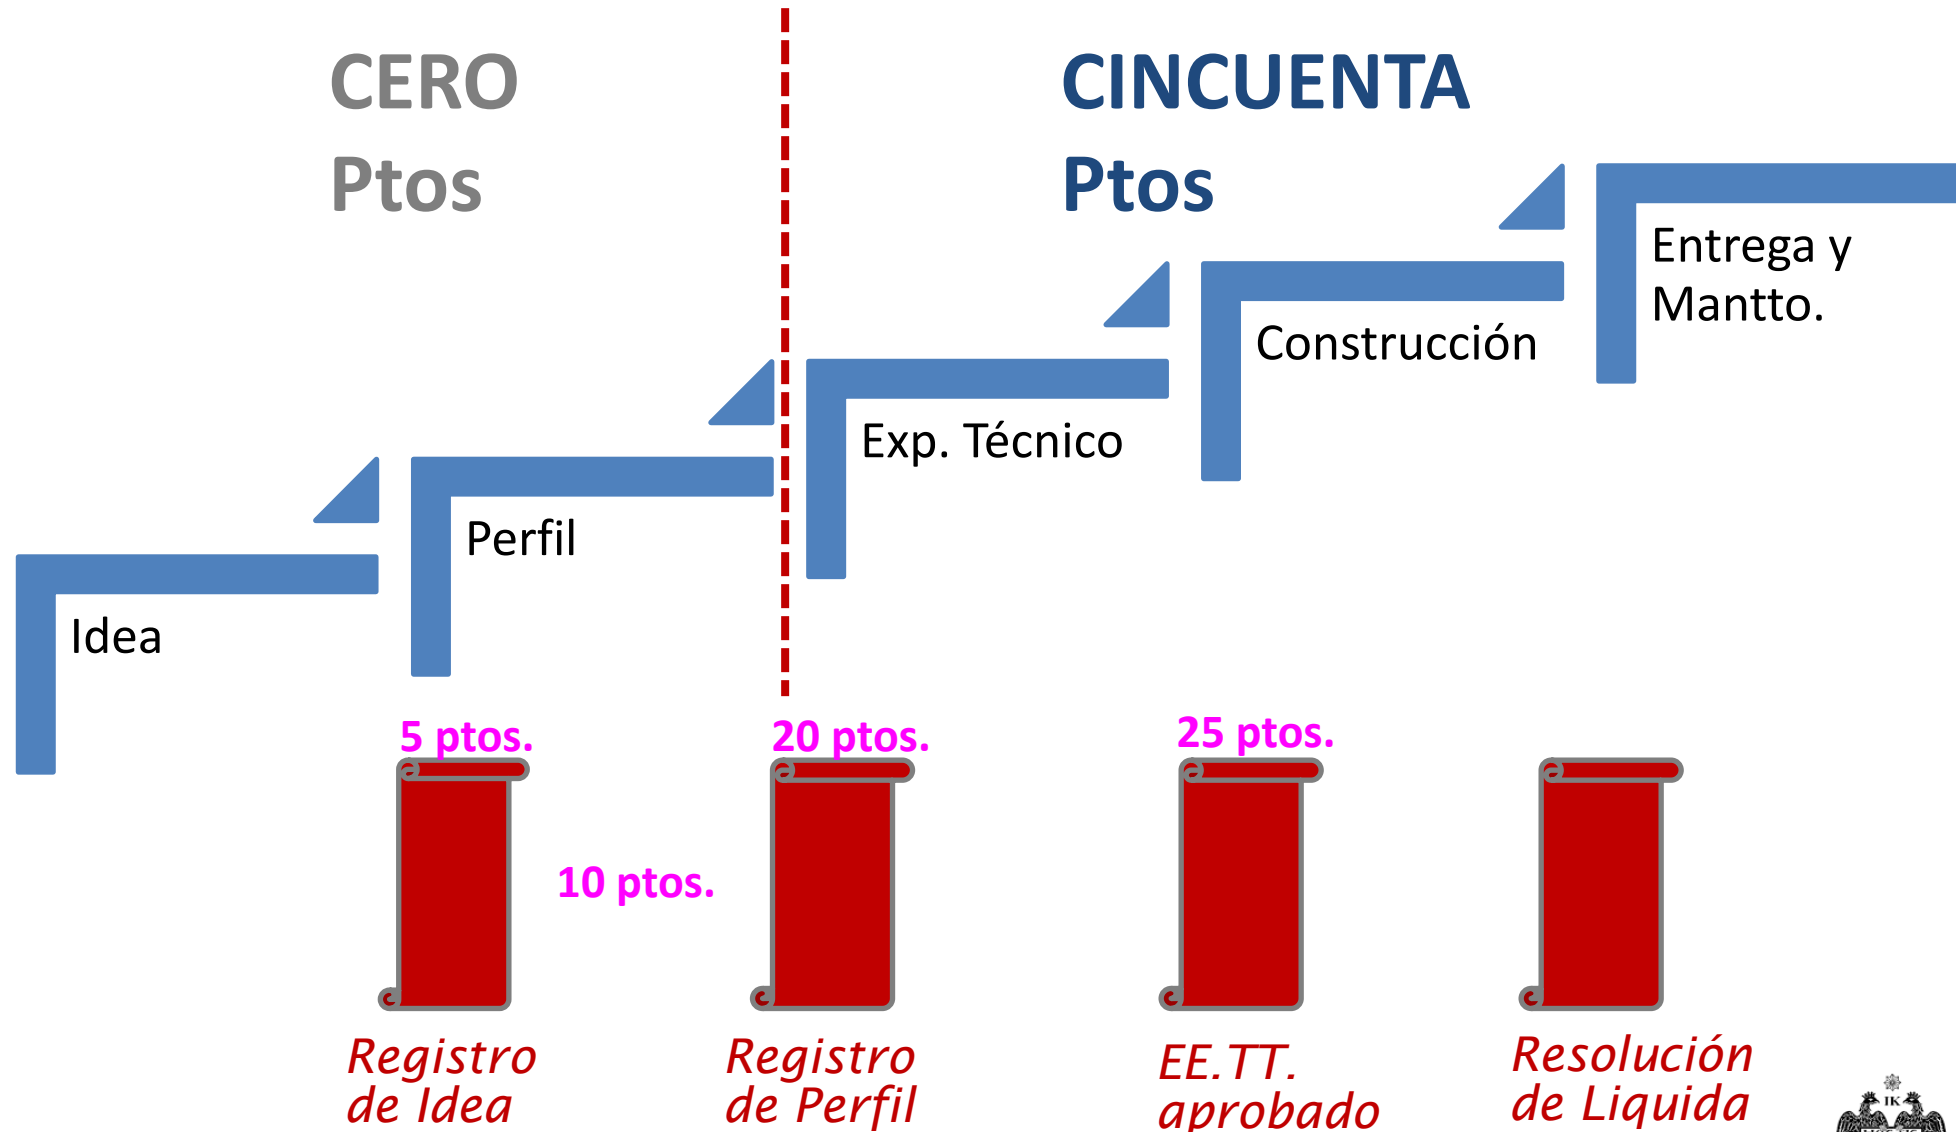 CERO
Ptos
CINCUENTA
Ptos
Entrega y
Mantto.
Construcción
Exp. Técnico
Perfil
Idea
5 ptos.
20 ptos.
25 ptos.
10 ptos.
Registro
de Idea
Registro
de Perfil
EE.TT.
aprobado
Resolución
de Liquida
IK